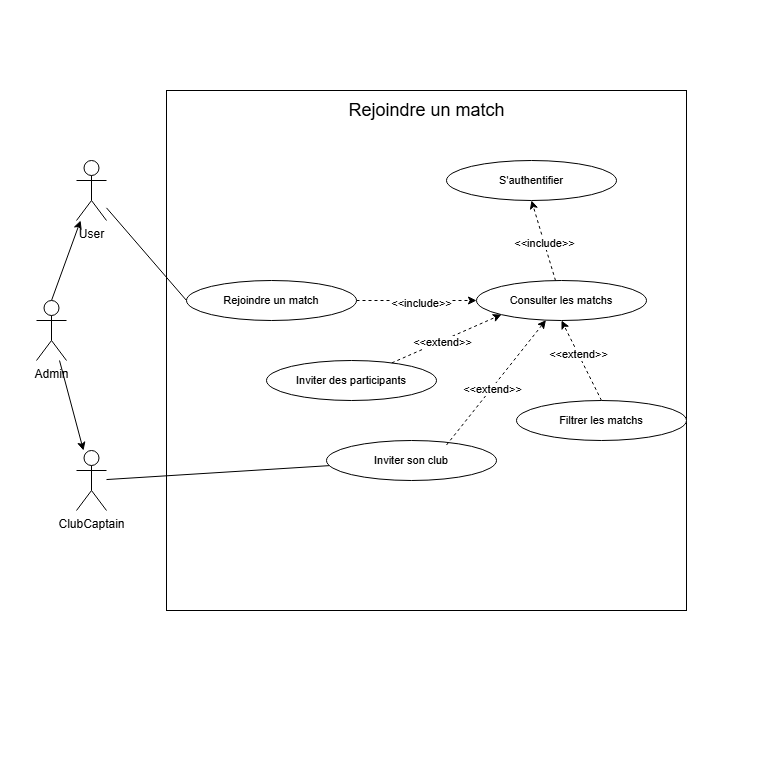 Rejoindre un match
S'authentifier
User
<<include>>
Rejoindre un match
<<include>>
Consulter les matchs
<<extend>>
<<extend>>
Admin
Inviter des participants
<<extend>>
Filtrer les matchs
Inviter son club
ClubCaptain